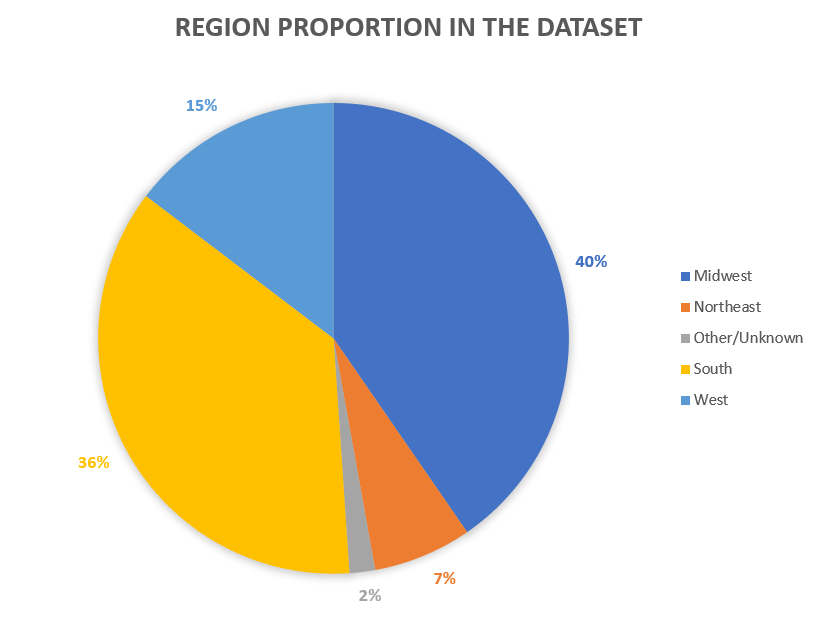 REGION PROPORTION IN THE DATASET
15%
40%
36%
7%
2%
Midwest
Northeast
Other/Unknown
South
West